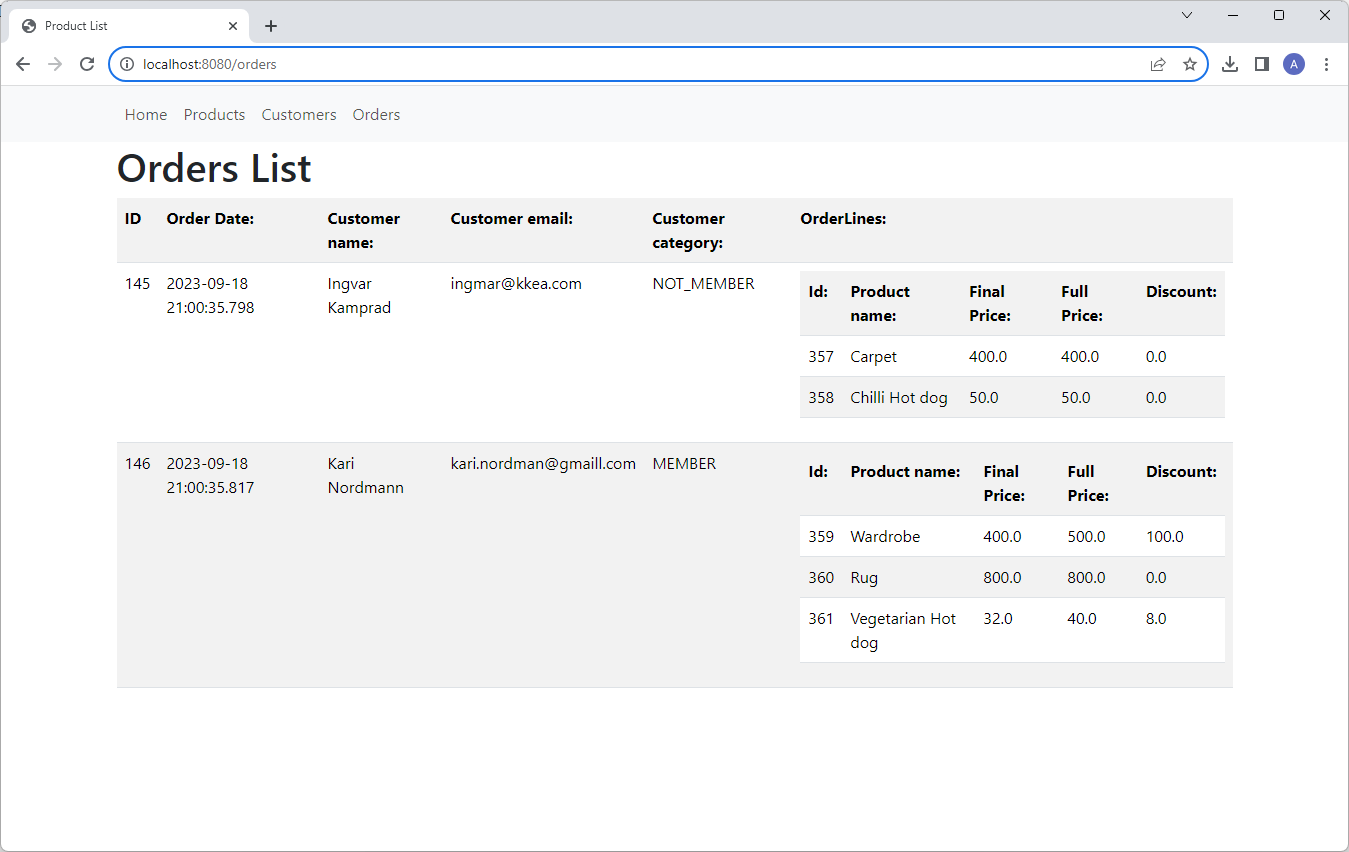 Product List
localhost:8080/orders
A
Home Products Customers Orders
Orders List
ID Order Date: Customer name: Customer email: Customer category: OrderLines:
145 2023-09-18 21:00:35.798 Ingvar Kamprad ingmar@kkea.com NOT_MEMBER
Id: Product name: Final Price: Full Price: Discount:
357 Carpet 400.0 400.0 0.0
358 Chilli Hot dog 50.0 50.0 0.0
146 2023-09-18 21:00:35.817 Kari Nordmann kari.nordman@gmaill.com MEMBER
Id: Product name: Final Price: Full Price: Discount:
359 Wardrobe 400.0 500.0 100.0
360 Rug 800.0 800.0 0.0
361 Vegetarian Hot dog 32.0 40.0 8.0